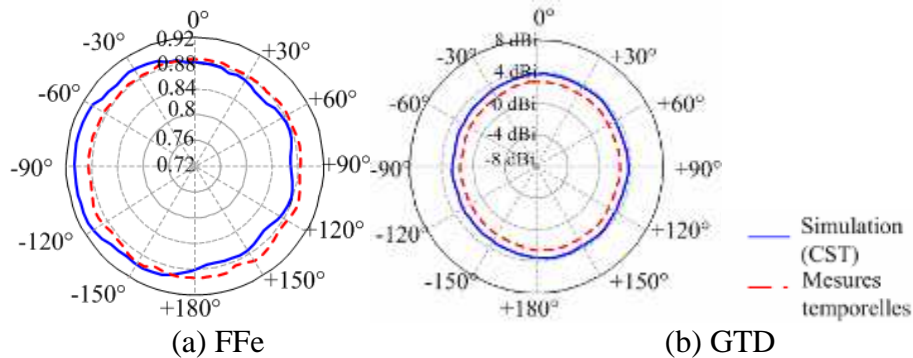 0°
-30°
+30°
-60°
+60°
-90°
+90°
-120°
+120°
-150°
+150°
+180°
0.92
0.88
0.84
0.8
0.76
0.72
(a) FFe
0°
-30°
+30°
-60°
+60°
-90°
+90°
-120°
+120°
-150°
+150°
+180°
8 dBi
4 dBi
0 dBi
-4 dBi
-8 dBi
(b) GTD
Simulation
(CST)
Mesures
temporelles